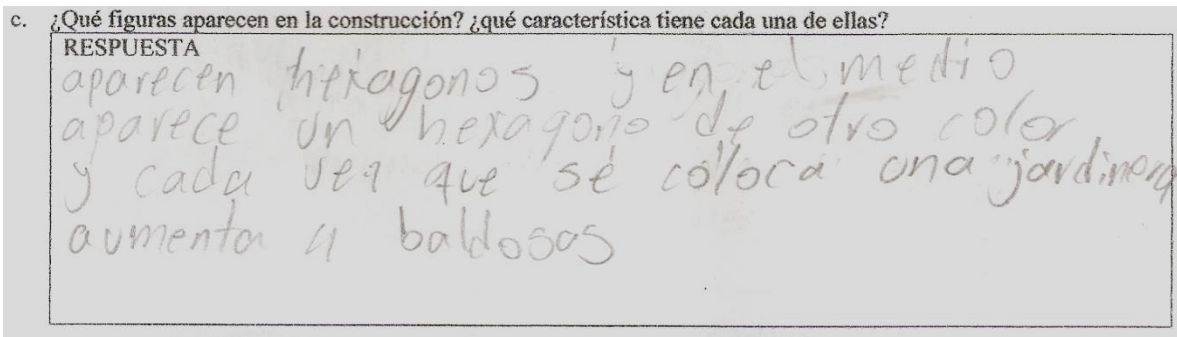 c. ¿Qué figuras aparecen en la construcción? ¿qué característica tiene cada una de ellas?
RESPUESTA
aparecen hexagonos y en el medio
aparece un hexagono de otro color
y cada vez que se coloca una jardinera
aumenta 4 baldosas